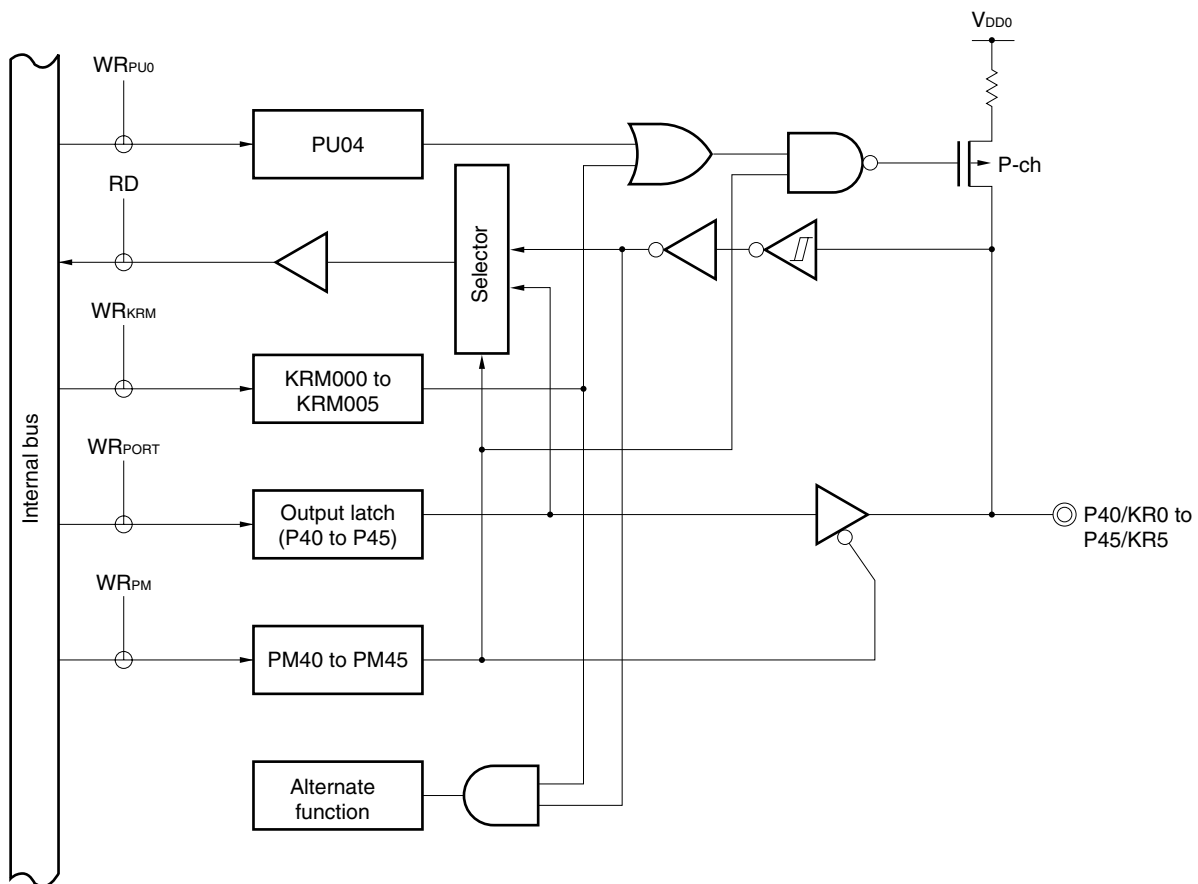 VDD0
WRPU0
PU04
P-ch
RD
Selector
WRKRM
KRM000 to
KRM005
WRPORT
Internal bus
Output latch
(P40 to P45)
P40/KR0 to
P45/KR5
WRPM
PM40 to PM45
Alternate
function